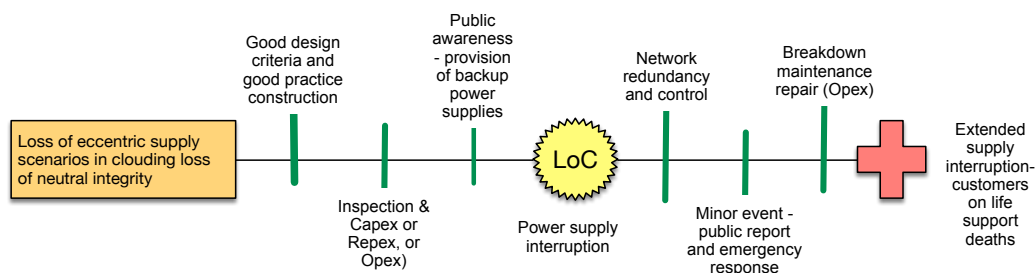 Loss of eccentric supply
scenarios in clouding loss
of neutral integrity
Good design
criteria and
good practice
construction
Inspection &
Capex or
Repex, or
Opex)
Public
awareness
- provision
of backup
power
supplies
LoC
Power supply
interruption
Network
redundancy
and control
Minor event -
public report
and emergency
response
Breakdown
maintenance
repair (Opex)
Extended
supply
interruption-
customers
on life
support
deaths